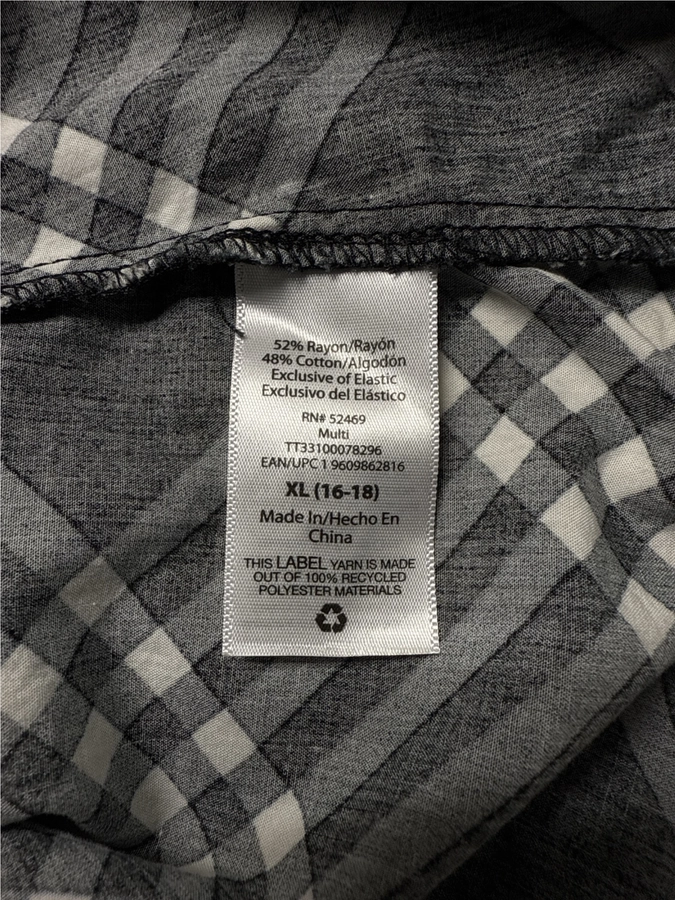 52% Rayon/Rayón
48% Cotton/Algodón
Exclusive of Elastic
Exclusivo del Elástico
RN# 52469
Multi
TT33100078296
EAN/UPC 1 9609862816
XL (16-18)
Made In/Hecho En
China
THIS LABEL YARN IS MADE
OUT OF 100% RECYCLED
POLYESTER MATERIALS